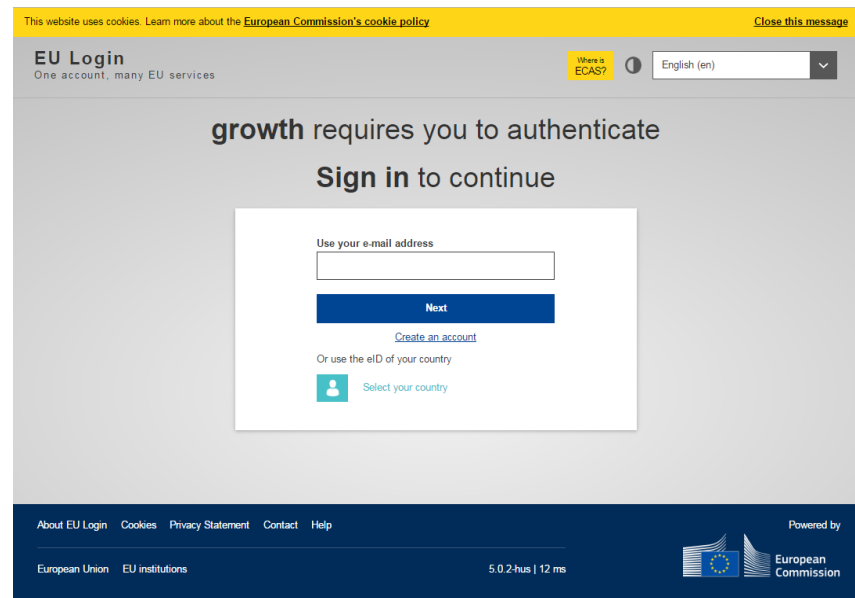 This website uses cookies. Learn more about the European Commission's cookie policy
Close this message
EU Login
One account, many EU services
Where is
ECAS?
English (en)
growth requires you to authenticate
Sign in to continue
Use your e-mail address
Next
Create an account
Or use the eID of your country
Select your country
About EU Login Cookies Privacy Statement Contact Help
Powered by
European Union EU institutions
5.0.2-hus | 12 ms
European
Commission